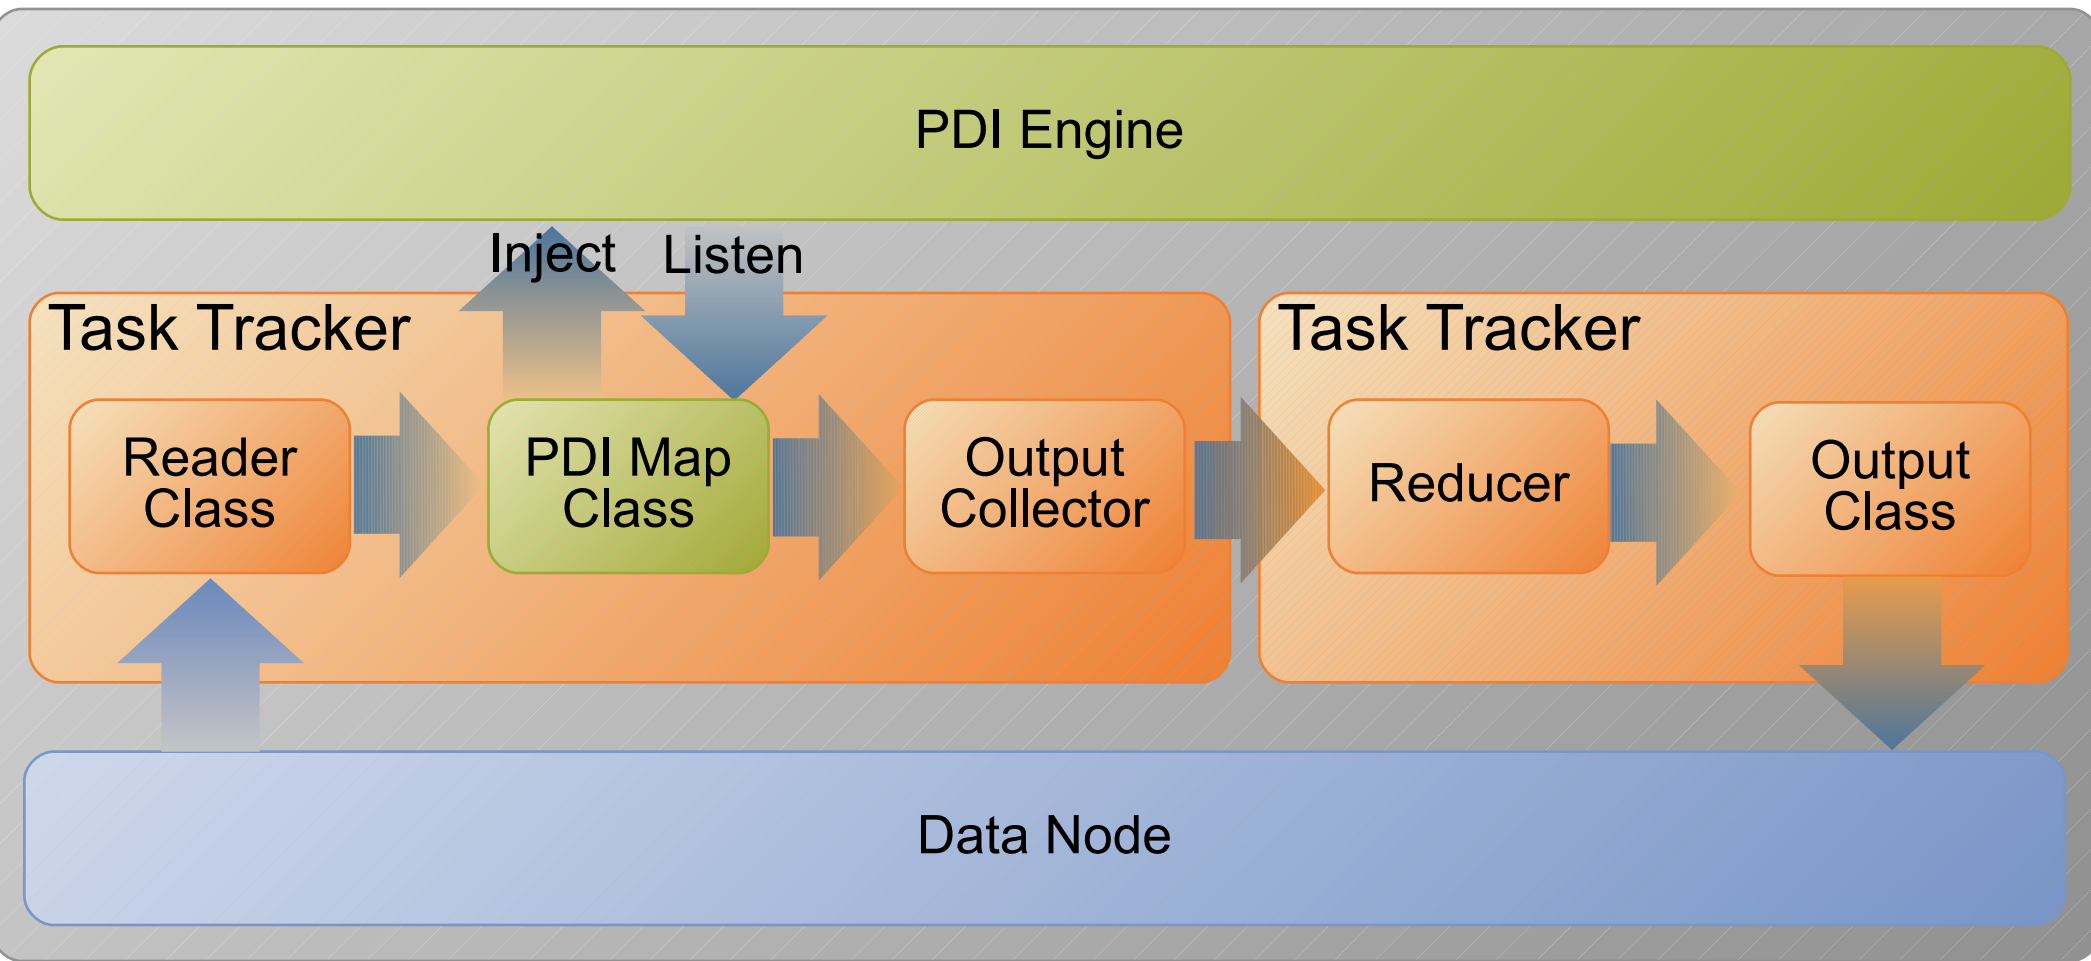 PDI Engine
Inject
Listen
Task Tracker
Task Tracker
Reader
Class
PDI Map
Class
Output
Collector
Reducer
Output
Class
Data Node